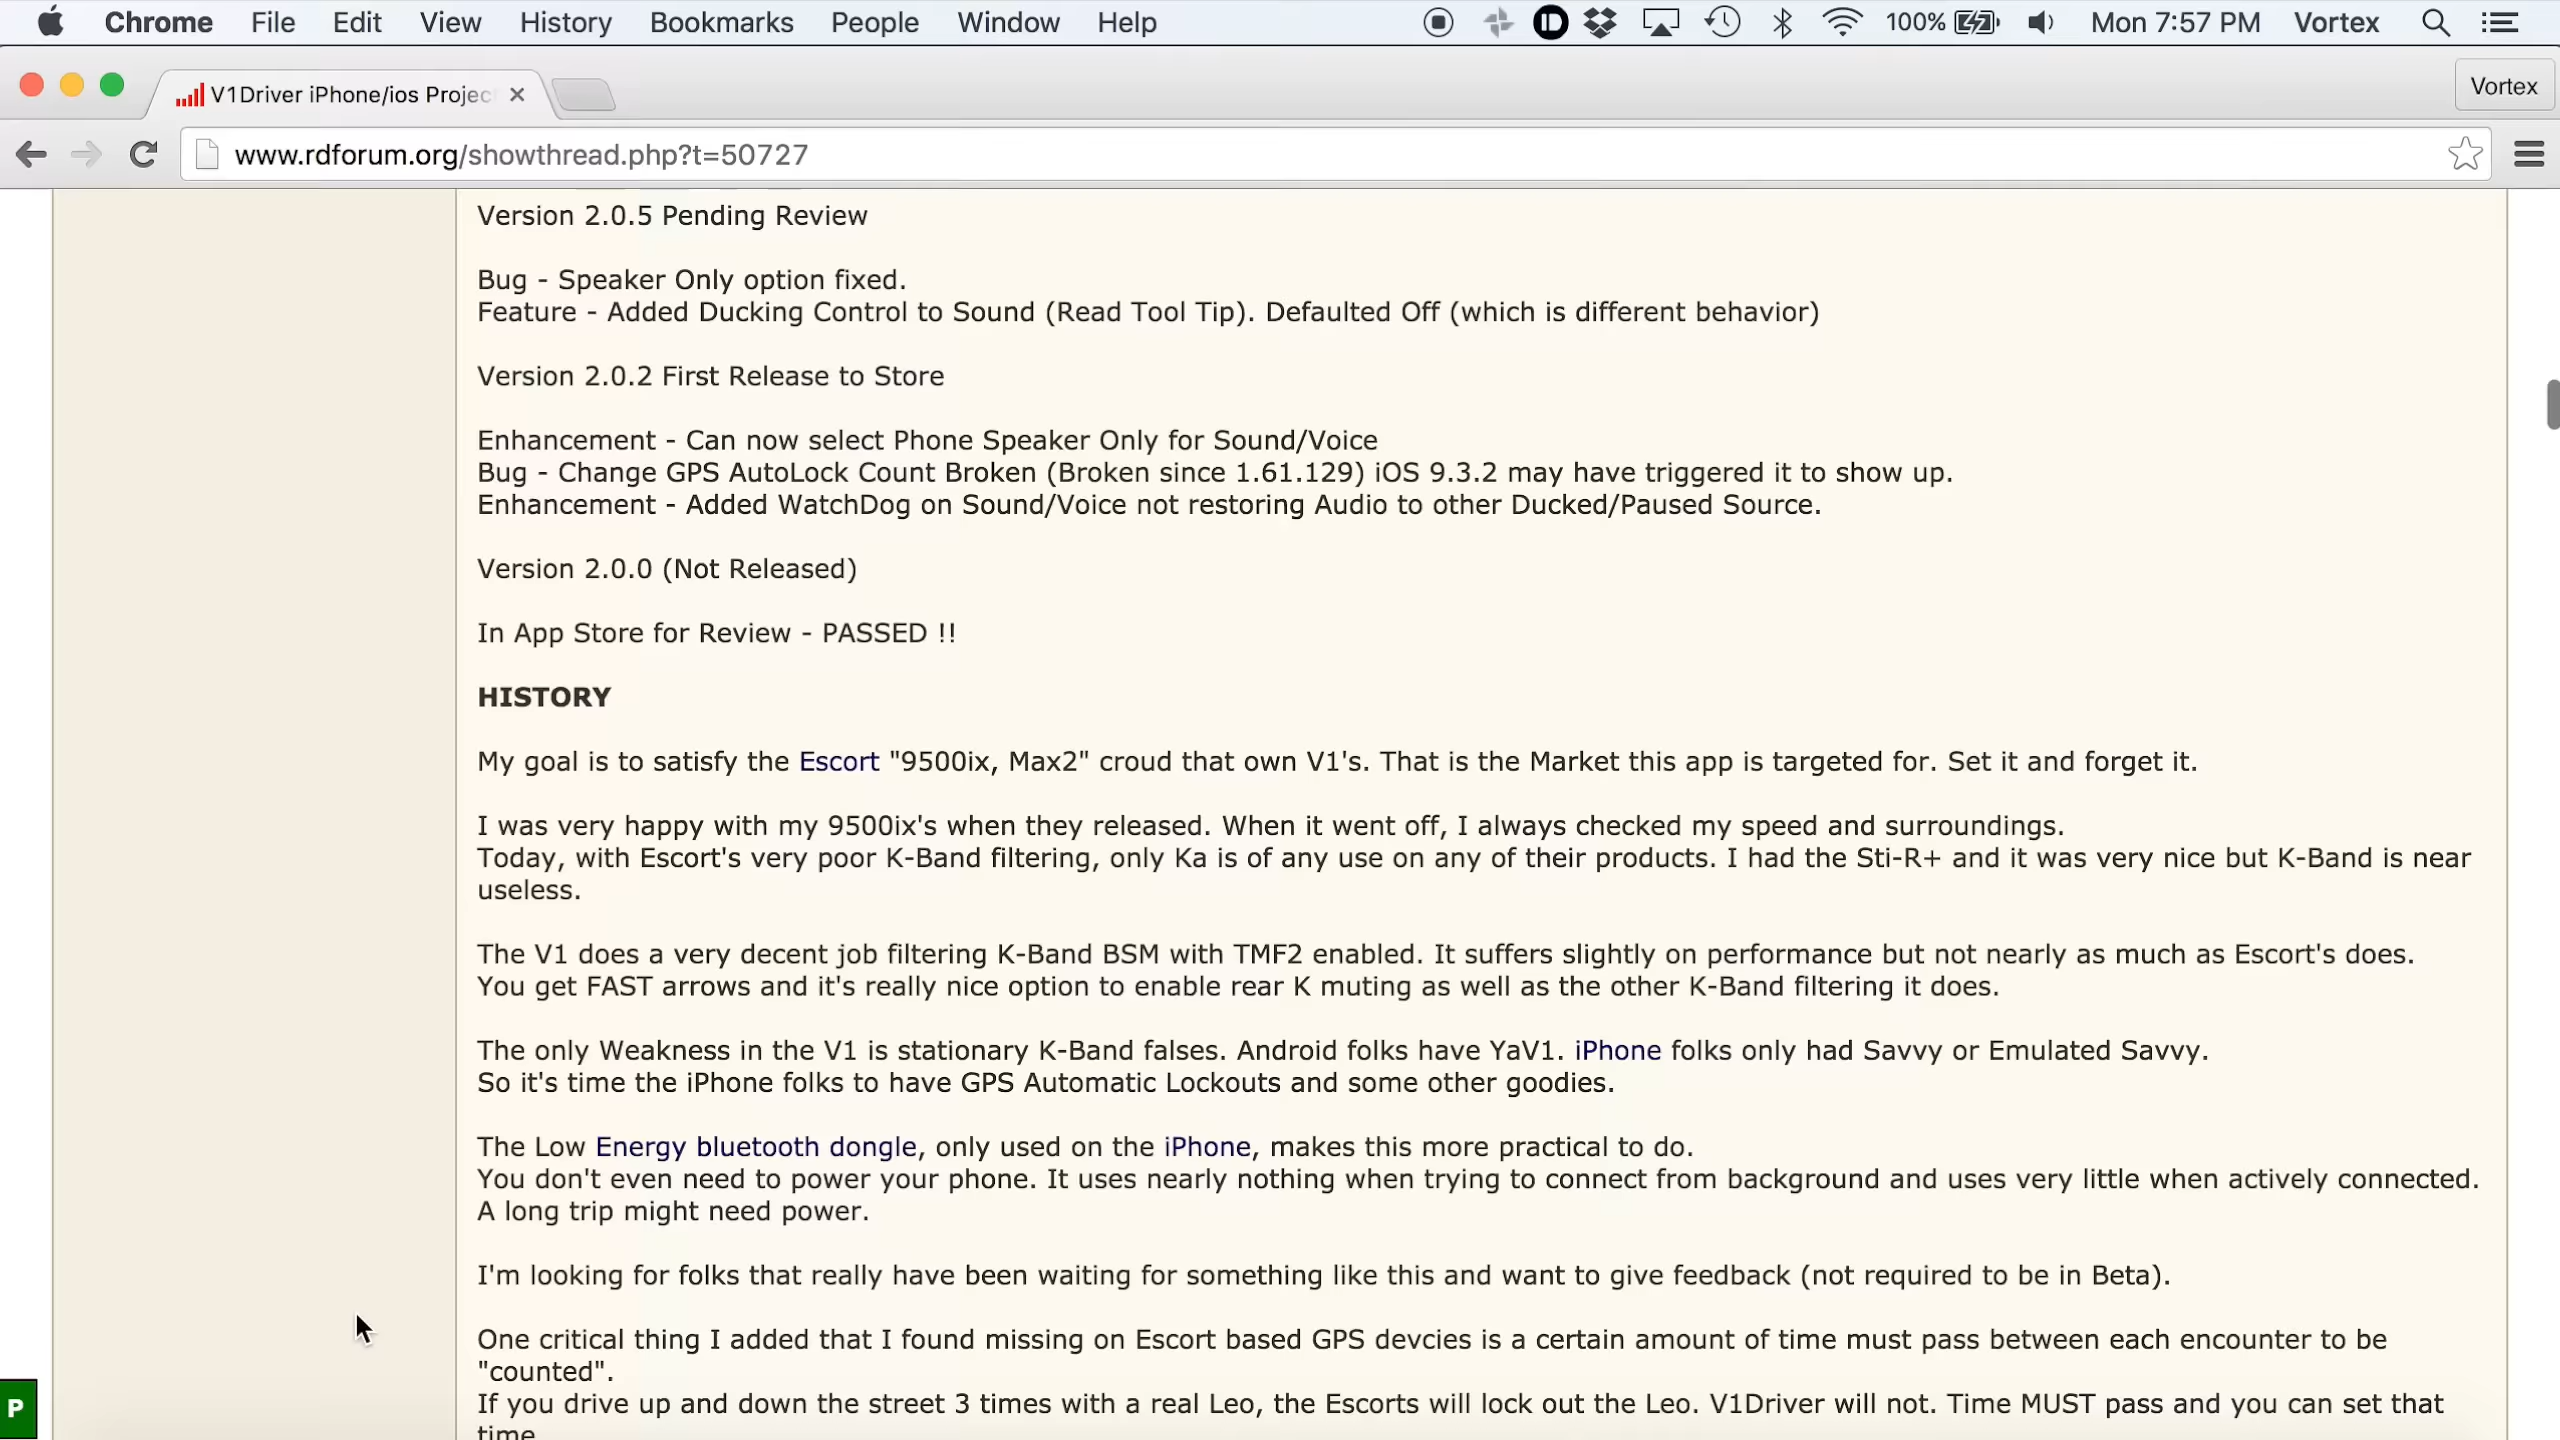 Chrome File Edit View History Bookmarks People Window Help 100% Mon 7:57 PM Vortex
V1Driver iPhone/ios Projec Vortex
www.rdforum.org/showthread.php?t=50727
Version 2.0.5 Pending Review
Bug - Speaker Only option fixed.
Feature - Added Ducking Control to Sound (Read Tool Tip). Defaulted Off (which is different behavior)
Version 2.0.2 First Release to Store
Enhancement - Can now select Phone Speaker Only for Sound/Voice
Bug - Change GPS AutoLock Count Broken (Broken since 1.61.129) iOS 9.3.2 may have triggered it to show up.
Enhancement - Added WatchDog on Sound/Voice not restoring Audio to other Ducked/Paused Source.
Version 2.0.0 (Not Released)
In App Store for Review - PASSED !!
HISTORY
My goal is to satisfy the Escort "9500ix, Max2" croud that own V1's. That is the Market this app is targeted for. Set it and forget it.
I was very happy with my 9500ix's when they released. When it went off, I always checked my speed and surroundings.
Today, with Escort's very poor K-Band filtering, only Ka is of any use on any of their products. I had the Sti-R+ and it was very nice but K-Band is near
useless.
The V1 does a very decent job filtering K-Band BSM with TMF2 enabled. It suffers slightly on performance but not nearly as much as Escort's does.
You get FAST arrows and it's really nice option to enable rear K muting as well as the other K-Band filtering it does.
The only Weakness in the V1 is stationary K-Band falses. Android folks have YaV1. iPhone folks only had Savvy or Emulated Savvy.
So it's time the iPhone folks to have GPS Automatic Lockouts and some other goodies.
The Low Energy bluetooth dongle, only used on the iPhone, makes this more practical to do.
You don't even need to power your phone. It uses nearly nothing when trying to connect from background and uses very little when actively connected.
A long trip might need power.
I'm looking for folks that really have been waiting for something like this and want to give feedback (not required to be in Beta).
One critical thing I added that I found missing on Escort based GPS devcies is a certain amount of time must pass between each encounter to be
"counted".
If you drive up and down the street 3 times with a real Leo, the Escorts will lock out the Leo. V1Driver will not. Time MUST pass and you can set that
time
P